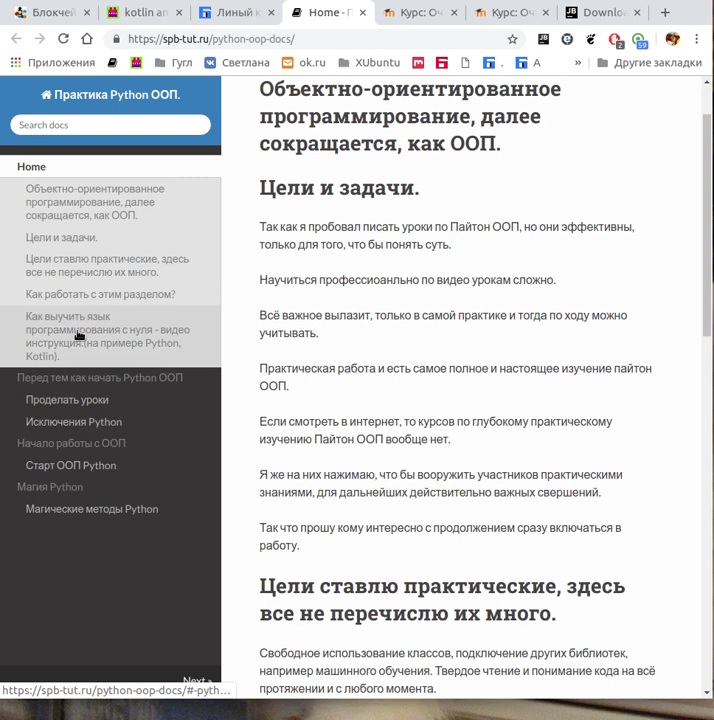 Блокчей
kotlin an
Линый к
Home - П
Курс: Оч
Курс: Оч
Downlo
https://spb-tut.ru/python-oop-docs/
Приложения
Гугл
Светлана
ok.ru
XUbuntu
.
А
»
Другие закладки
Практика Python ООП.
Search docs
Home
Объектно-ориентированное
программирование, далее
сокращается, как ООП.
Цели и задачи.
Цели ставлю практические, здесь
все не перечислю их много.
Как работать с этим разделом?
Как выучить язык
программирования с нуля - видео
инструкция.(на примере Python,
Kotlin).
Перед тем как начать Python ООП
Проделать уроки
Исключения Python
Начало работы с ООП
Старт ООП Python
Магия Python
Магические методы Python
Next »
https://spb-tut.ru/python-oop-docs/#-pyth...
Объектно-ориентированное
программирование, далее
сокращается, как ООП.
Цели и задачи.
Так как я пробовал писать уроки по Пайтон ООП, но они эффективны,
только для того, что бы понять суть.
Научиться профессиоанльно по видео урокам сложно.
Всё важное вылазит, только в самой практике и тогда по ходу можно
учитывать.
Практическая работа и есть самое полное и настоящее изучение пайтон
ООП.
Если смотреть в интернет, то курсов по глубокому практическому
изучению Пайтон ООП вообще нет.
Я же на них нажимаю, что бы вооружить участников практическими
знаниями, для дальнейших действительно важных свершений.
Так что прошу кому интересно с продолжением сразу включаться в
работу.
Цели ставлю практические, здесь
все не перечислю их много.
Свободное использование классов, подключение других библиотек,
например машинного обучения. Твердое чтение и понимание кода на всё
протяжении и с любого момента.